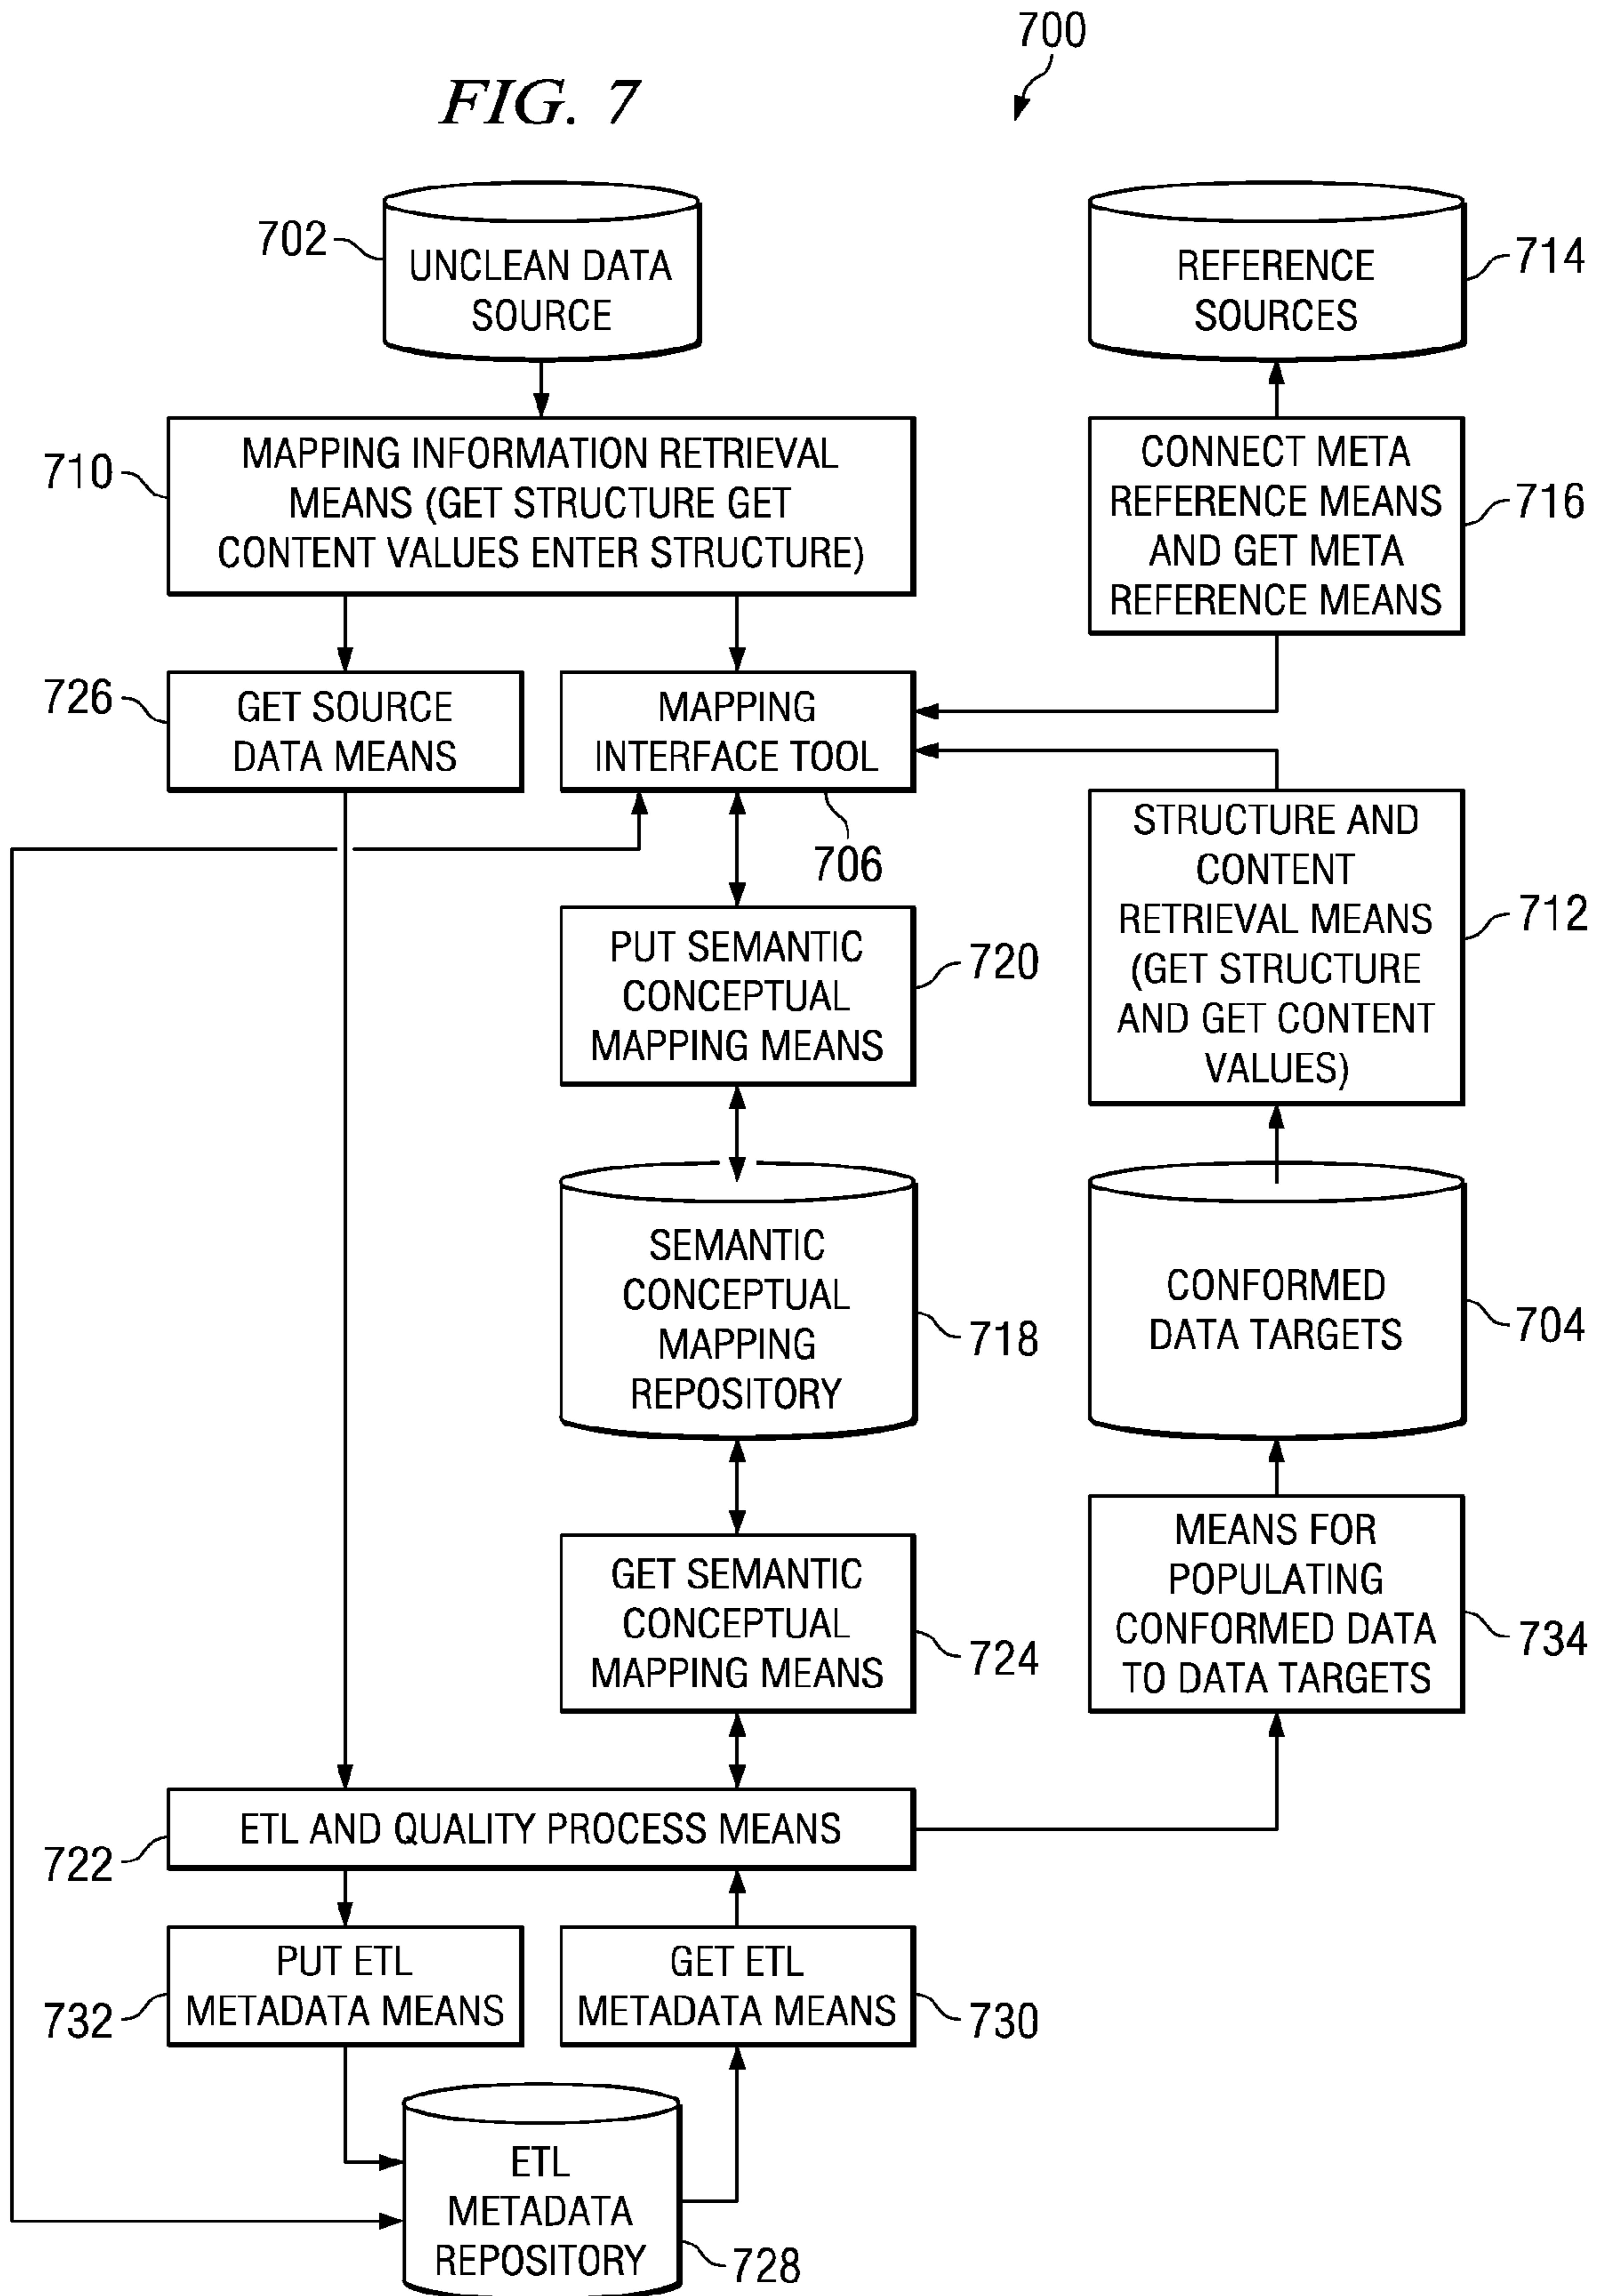 700
FIG. 7
702
UNCLEAN DATA
SOURCE
REFERENCE
SOURCES
714
710
MAPPING INFORMATION RETRIEVAL
MEANS (GET STRUCTURE GET
CONTENT VALUES ENTER STRUCTURE)
CONNECT META
REFERENCE MEANS
AND GET META
REFERENCE MEANS
716
726
GET SOURCE
DATA MEANS
MAPPING
INTERFACE TOOL
706
STRUCTURE AND
CONTENT
RETRIEVAL MEANS
(GET STRUCTURE
AND GET CONTENT
VALUES)
712
PUT SEMANTIC
CONCEPTUAL
MAPPING MEANS
720
SEMANTIC
CONCEPTUAL
MAPPING
REPOSITORY
718
CONFORMED
DATA TARGETS
704
GET SEMANTIC
CONCEPTUAL
MAPPING MEANS
724
MEANS FOR
POPULATING
CONFORMED DATA
TO DATA TARGETS
734
722
ETL AND QUALITY PROCESS MEANS
732
PUT ETL
METADATA MEANS
GET ETL
METADATA MEANS
730
ETL
METADATA
REPOSITORY
728